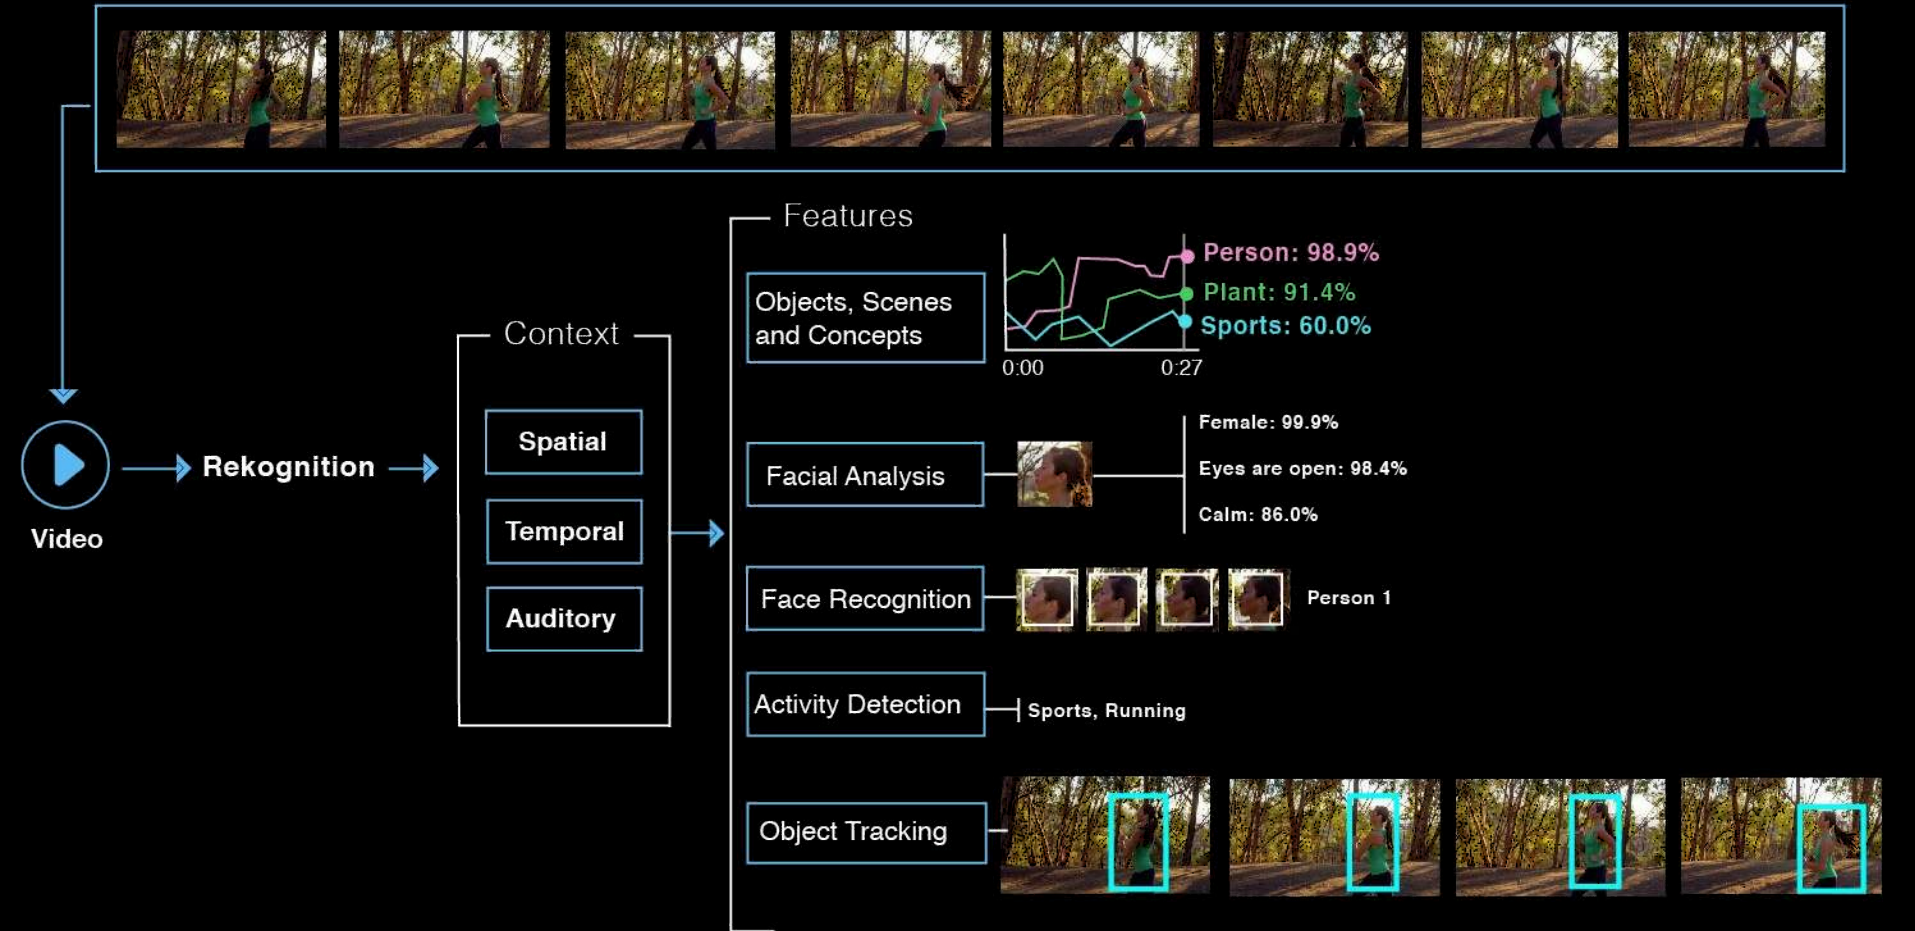 Features
Person: 98.9%
Plant: 91.4%
Sports: 60.0%
Objects, Scenes
and Concepts
0:00
0:27
Context
Spatial
Temporal
Auditory
Video
Rekognition
Facial Analysis
Female: 99.9%
Eyes are open: 98.4%
Calm: 86.0%
Face Recognition
Person 1
Activity Detection
Sports, Running
Object Tracking